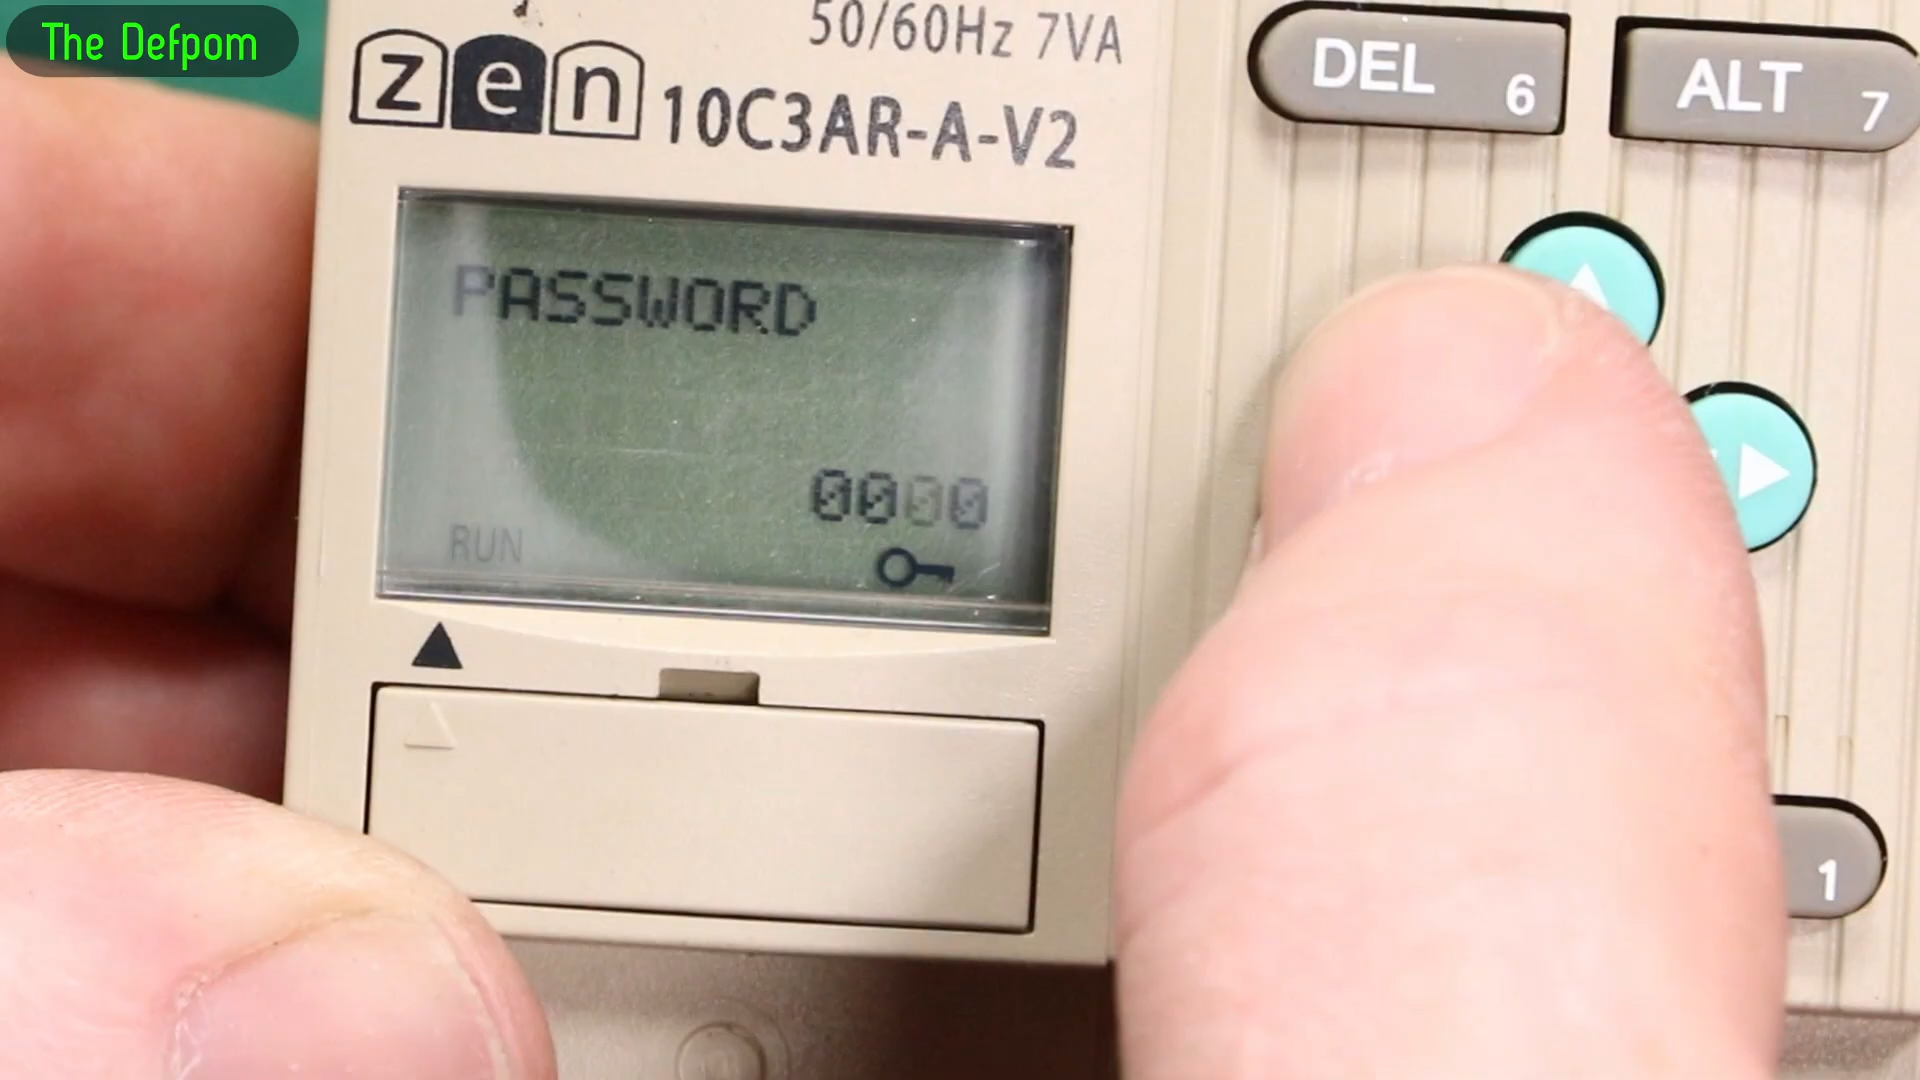 The Defpom
50/60Hz 7VA
zen 10C3AR-A-V2
DEL 6
ALT 7
PASSWORD
0000
RUN
1